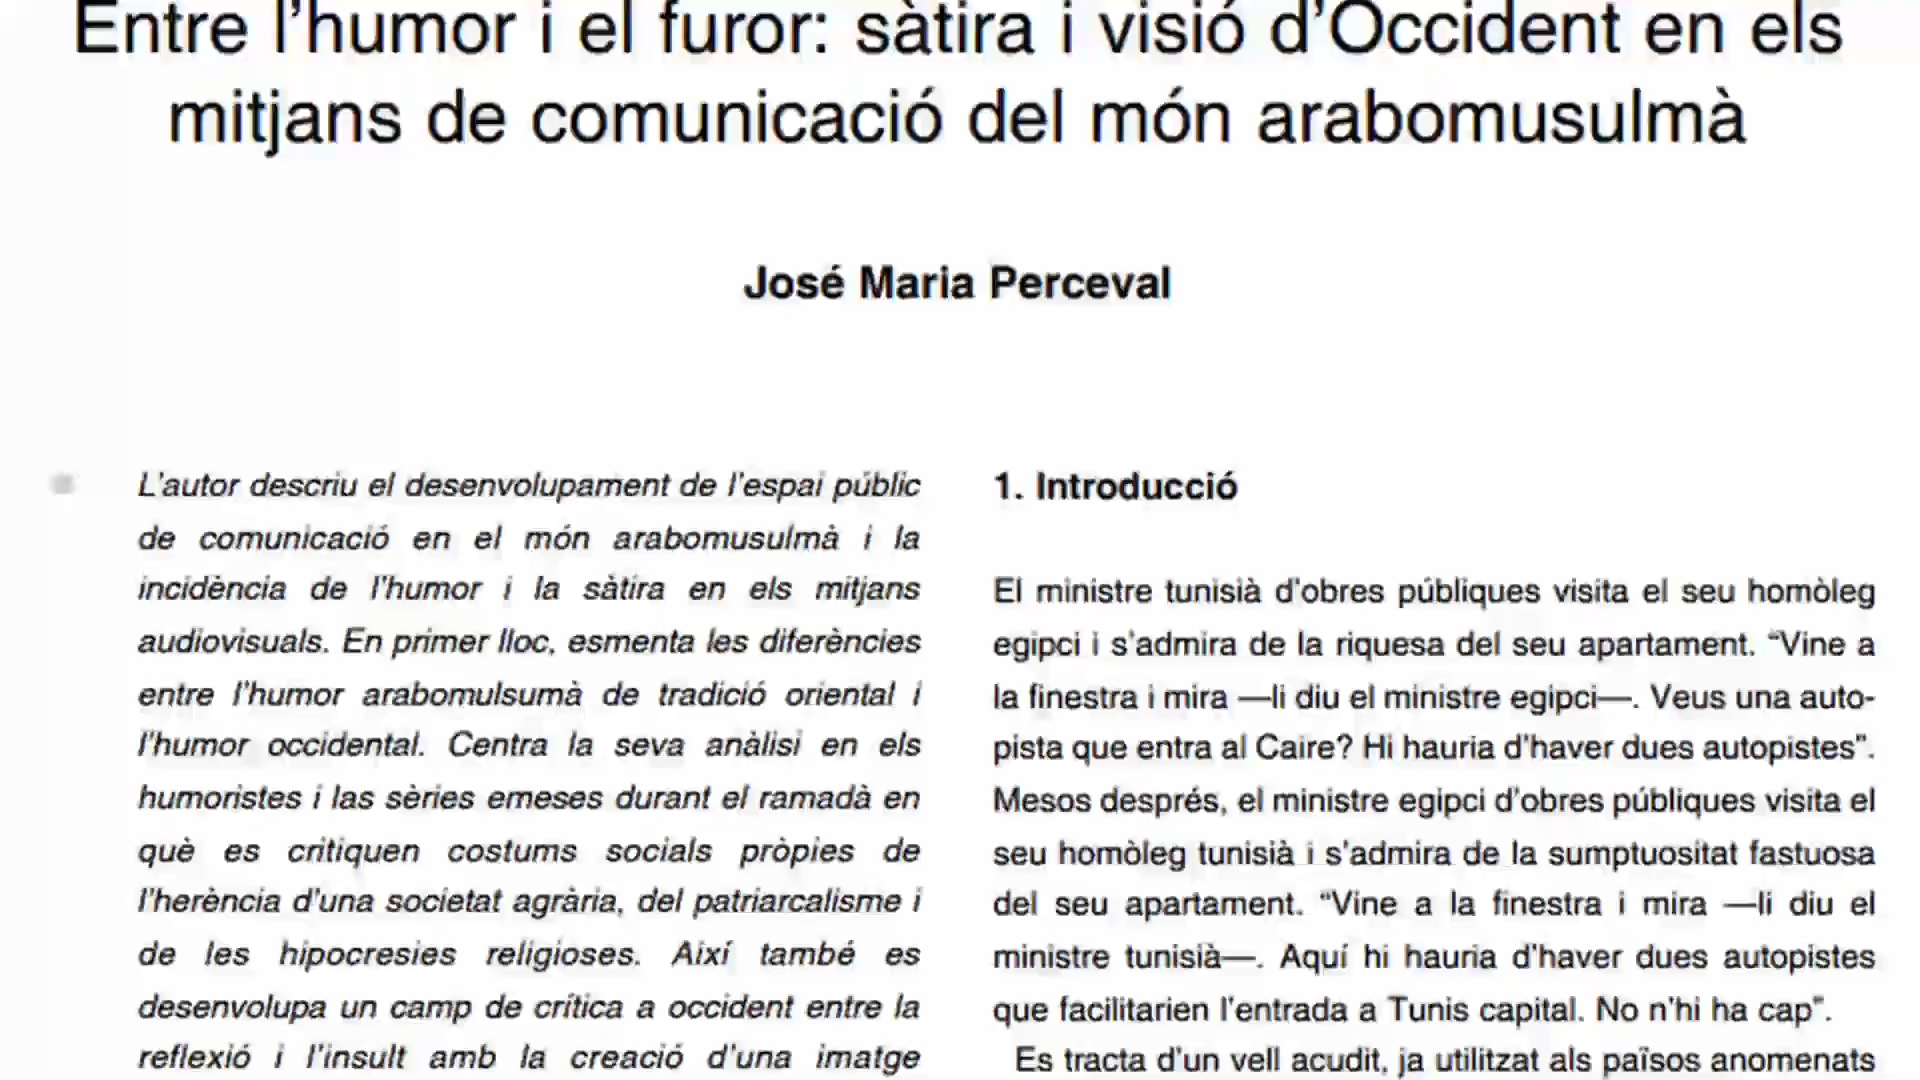 Entre l'humor i el furor: sàtira i visió d'Occident en els
mitjans de comunicació del món arabomusulmà
José Maria Perceval
L'autor descriu el desenvolupament de l'espai públic
de comunicació en el món arabomusulmà i la
incidència de l'humor i la sàtira en els mitjans
audiovisuals. En primer lloc, esmenta les diferències
entre l'humor arabomulsumà de tradició oriental i
l'humor occidental. Centra la seva anàlisi en els
humoristes i las sèries emeses durant el ramadà en
què es critiquen costums socials pròpies de
l'herència d'una societat agrària, del patriarcalisme i
de les hipocresies religioses. Així també es
desenvolupa un camp de crítica a occident entre la
reflexió i l'insult amb la creació d'una imatge
1. Introducció
El ministre tunisià d'obres públiques visita el seu homòleg
egipci i s'admira de la riquesa del seu apartament. “Vine a
la finestra i mira —li diu el ministre egipci—. Veus una auto-
pista que entra al Caire? Hi hauria d'haver dues autopistes”.
Mesos després, el ministre egipci d'obres públiques visita el
seu homòleg tunisià i s'admira de la sumptuositat fastuosa
del seu apartament. “Vine a la finestra i mira —li diu el
ministre tunisià—. Aquí hi hauria d'haver dues autopistes
que facilitarien l'entrada a Tunis capital. No n'hi ha cap”.
Es tracta d'un vell acudit, ja utilitzat als països anomenats